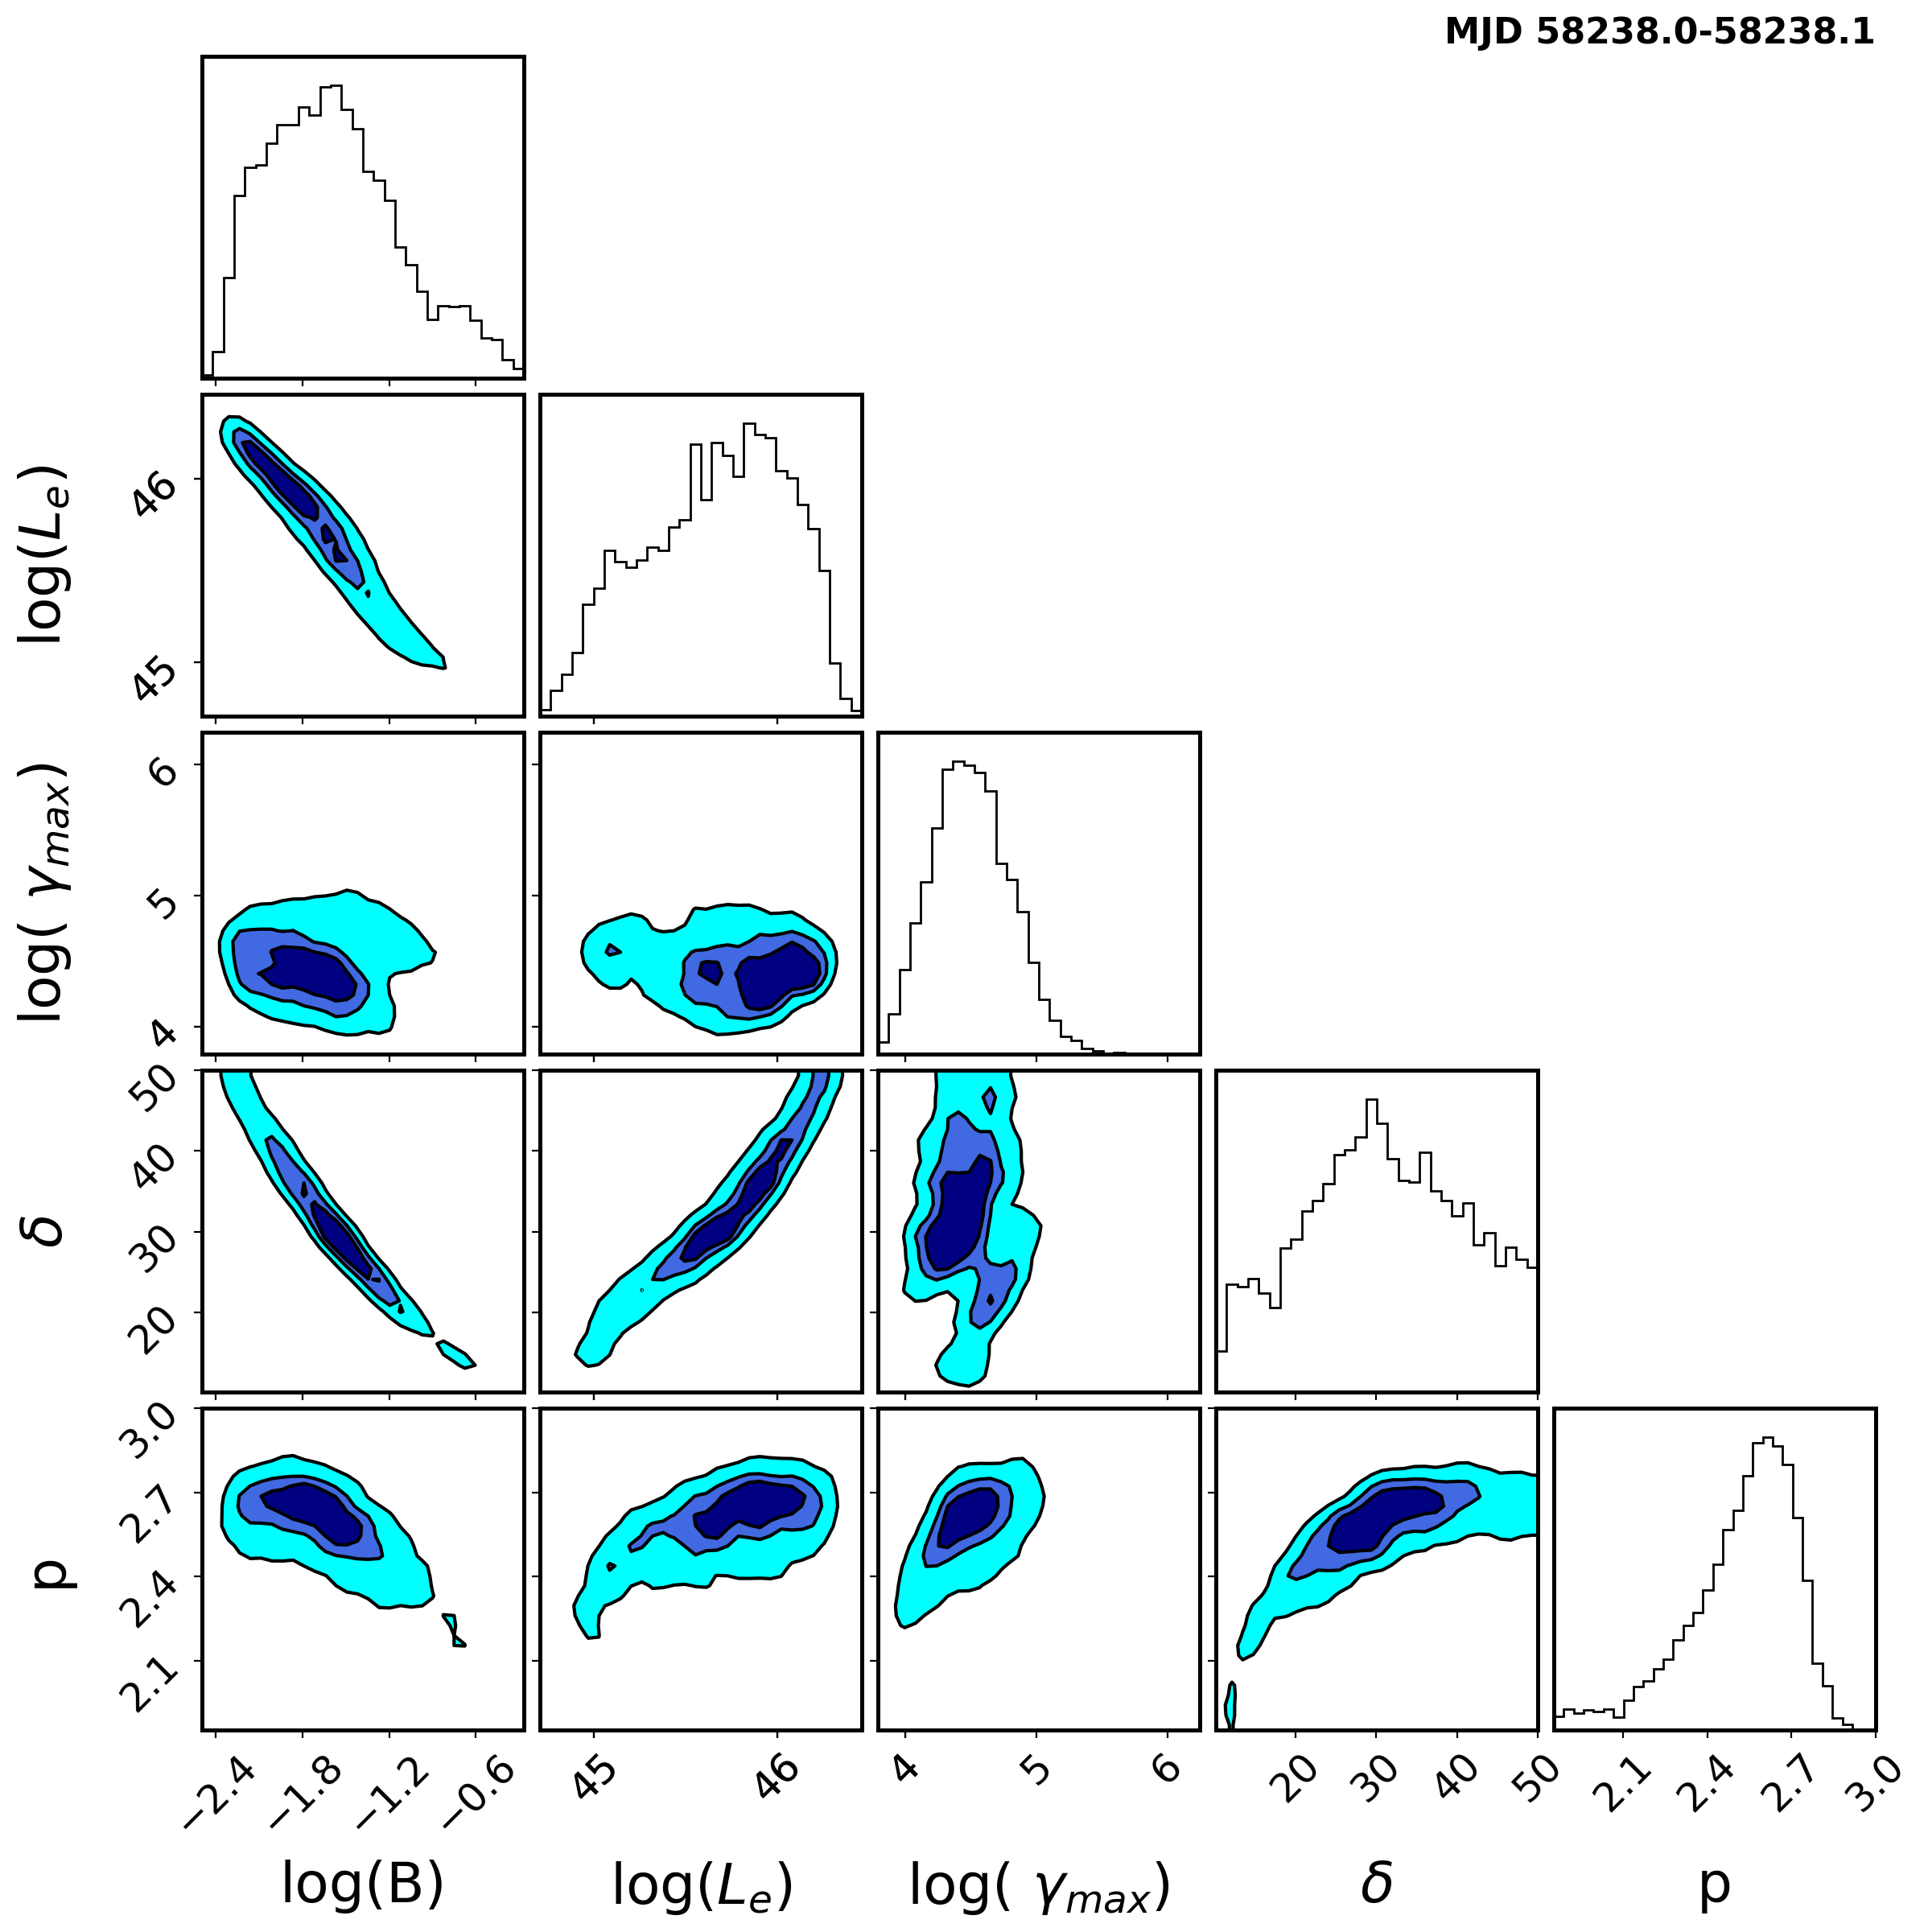 MJD 58238.0-58238.1
log(Lₑ)
46
45
log( γₘₐₓ)
6
5
4
δ
50
40
30
20
p
3.0
2.7
2.4
2.1
−2.4 −1.8 −1.2 −0.6 45 46 4 5 6 20 30 40 50 2.1 2.4 2.7 3.0
log(B) log(Lₑ) log( γₘₐₓ) δ p